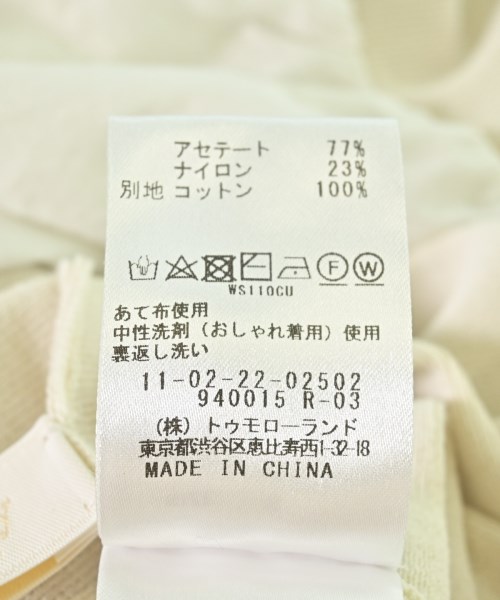 アセテート 77%
ナイロン 23%
別地 コットン 100%
F W
WS110CU
あて布使用
中性洗剤（おしゃれ着用）使用
裏返し洗い
11-02-22-02502
940015 R-03
（株）トゥモローランド
東京都渋谷区恵比寿西1-32-18
MADE IN CHINA